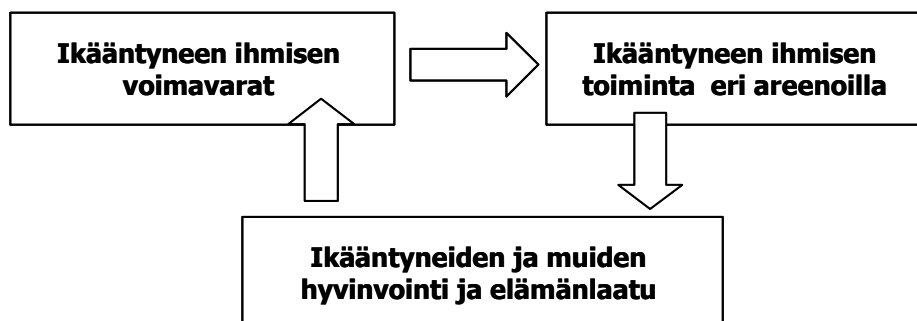 Ikääntyneen ihmisen
voimavarat
Ikääntyneen ihmisen
toiminta eri areenoilla
Ikääntyneiden ja muiden
hyvinvointi ja elämänlaatu